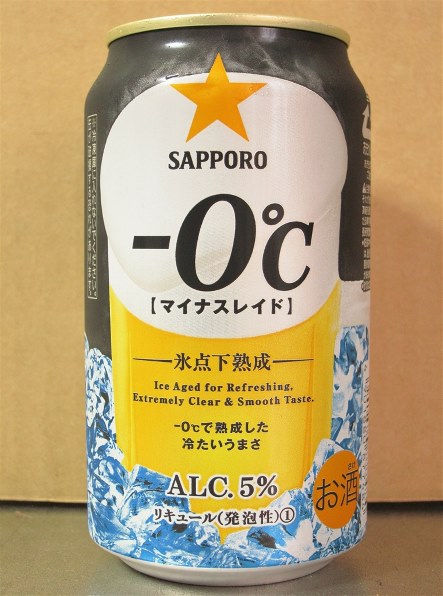 SAPPORO
-0℃
【マイナスレイド】
氷点下熟成
Ice Aged for Refreshing,
Extremely Clear & Smooth Taste.
-0℃で熟成した
冷たいうまさ
ALC.5%
リキュール(発泡性)①
お酒